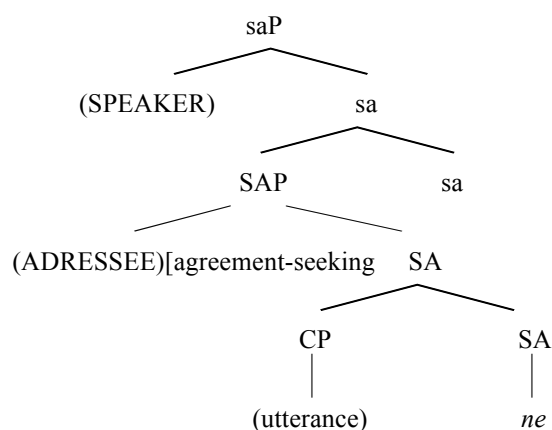 saP
(SPEAKER) sa
SAP sa
(ADRESSEE)[agreement-seeking SA
CP SA
(utterance) ne